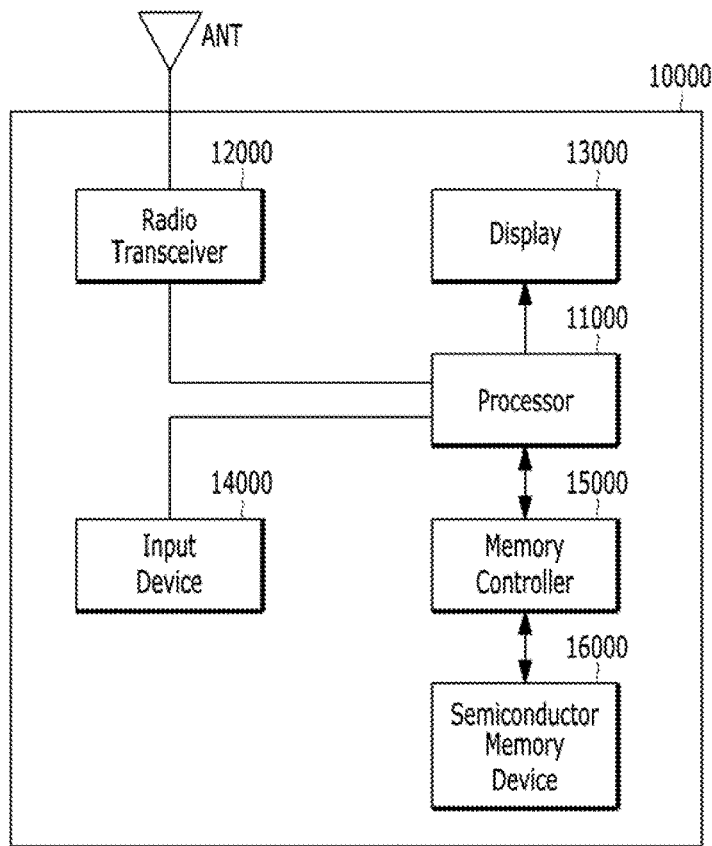 ANT
10000
12000
13000
Radio
Transceiver
Display
11000
Processor
14000
15000
Input
Device
Memory
Controller
16000
Semiconductor
Memory
Device